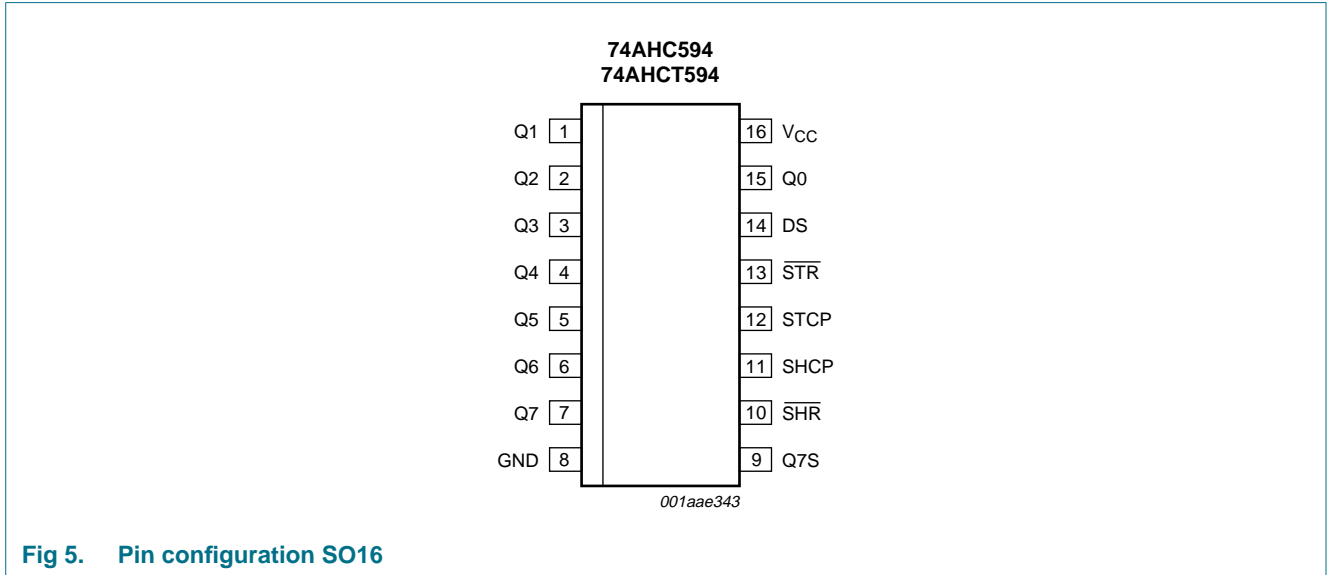 74AHC594
74AHCT594
Q1 1 16 VCC
Q2 2 15 Q0
Q3 3 14 DS
Q4 4 13 STR
Q5 5 12 STCP
Q6 6 11 SHCP
Q7 7 10 SHR
GND 8 9 Q7S
001aae343
Fig 5. Pin configuration SO16